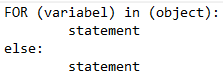 FOR (variabel) in (object):
        statement
else:
        statement